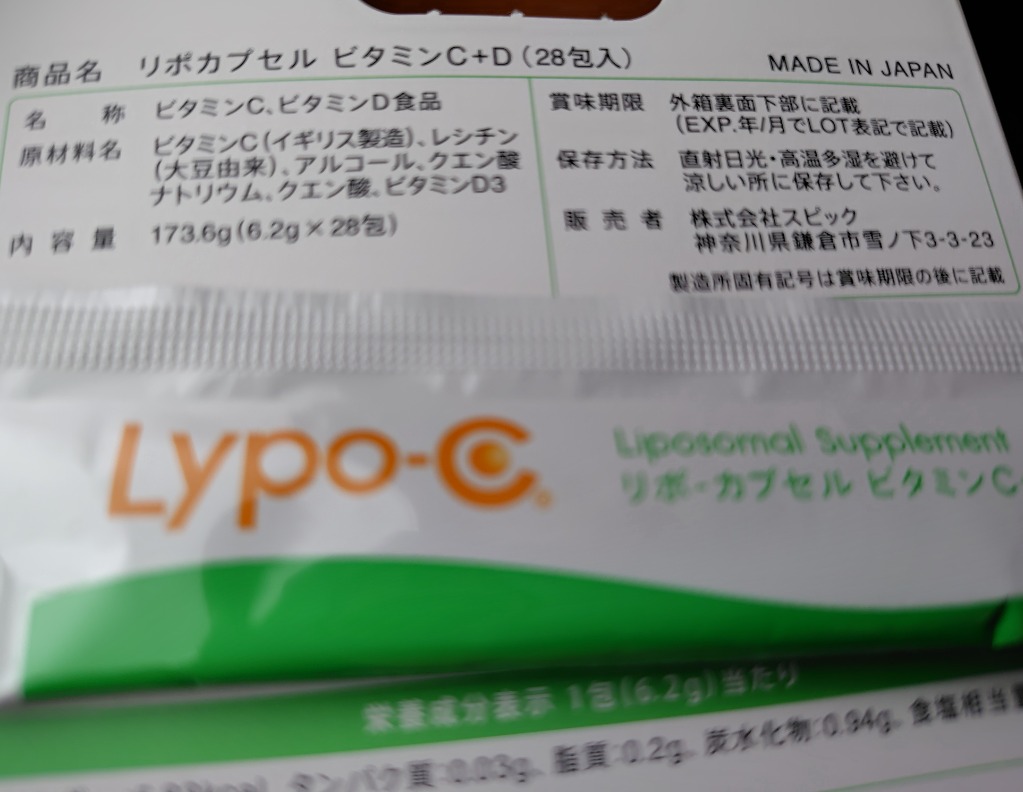 商品名 リポカプセル ビタミンC+D(28包入)
MADE IN JAPAN
名称 ビタミンC、ビタミンD食品
原材料名 ビタミンC(イギリス製造)、レシチン
(大豆由来)、アルコール、クエン酸
ナトリウム、クエン酸、ビタミンD3
内容量 173.6g(6.2g×28包)
賞味期限 外箱裏面下部に記載
(EXP.年/月でLOT表記で記載)
保存方法 直射日光・高温多湿を避けて
涼しい所に保存して下さい。
販売者 株式会社スピック
神奈川県鎌倉市雪ノ下3-3-23
製造所固有記号は賞味期限の後に記載
Lypo-C
Liposomal Supplement
リポ-カプセル ビタミンC
栄養成分表示 1包(6.2g)当たり
タンパク質:0.03g、脂質:0.2g、炭水化物:0.94g、食塩相当